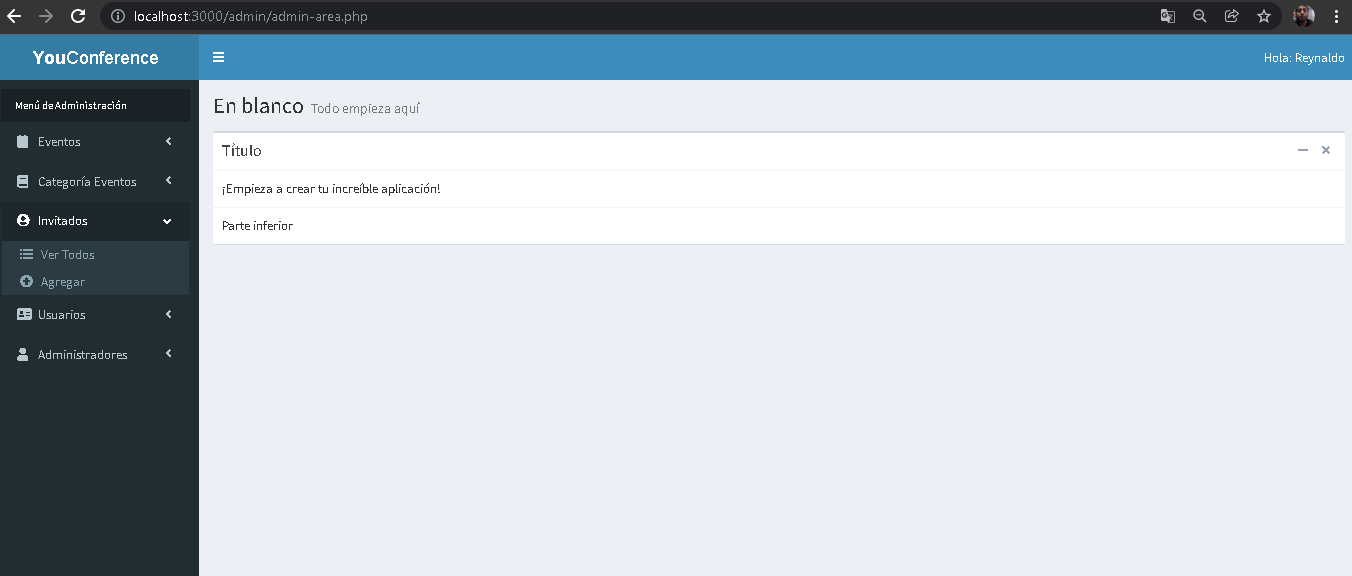 localhost:3000/admin/admin-area.php
YouConference
Hola: Reynaldo
Menú de Administración
Eventos
Categoría Eventos
Invitados
Ver Todos
Agregar
Usuarios
Administradores
En blanco Todo empieza aquí
Título
¡Empieza a crear tu increíble aplicación!
Parte inferior